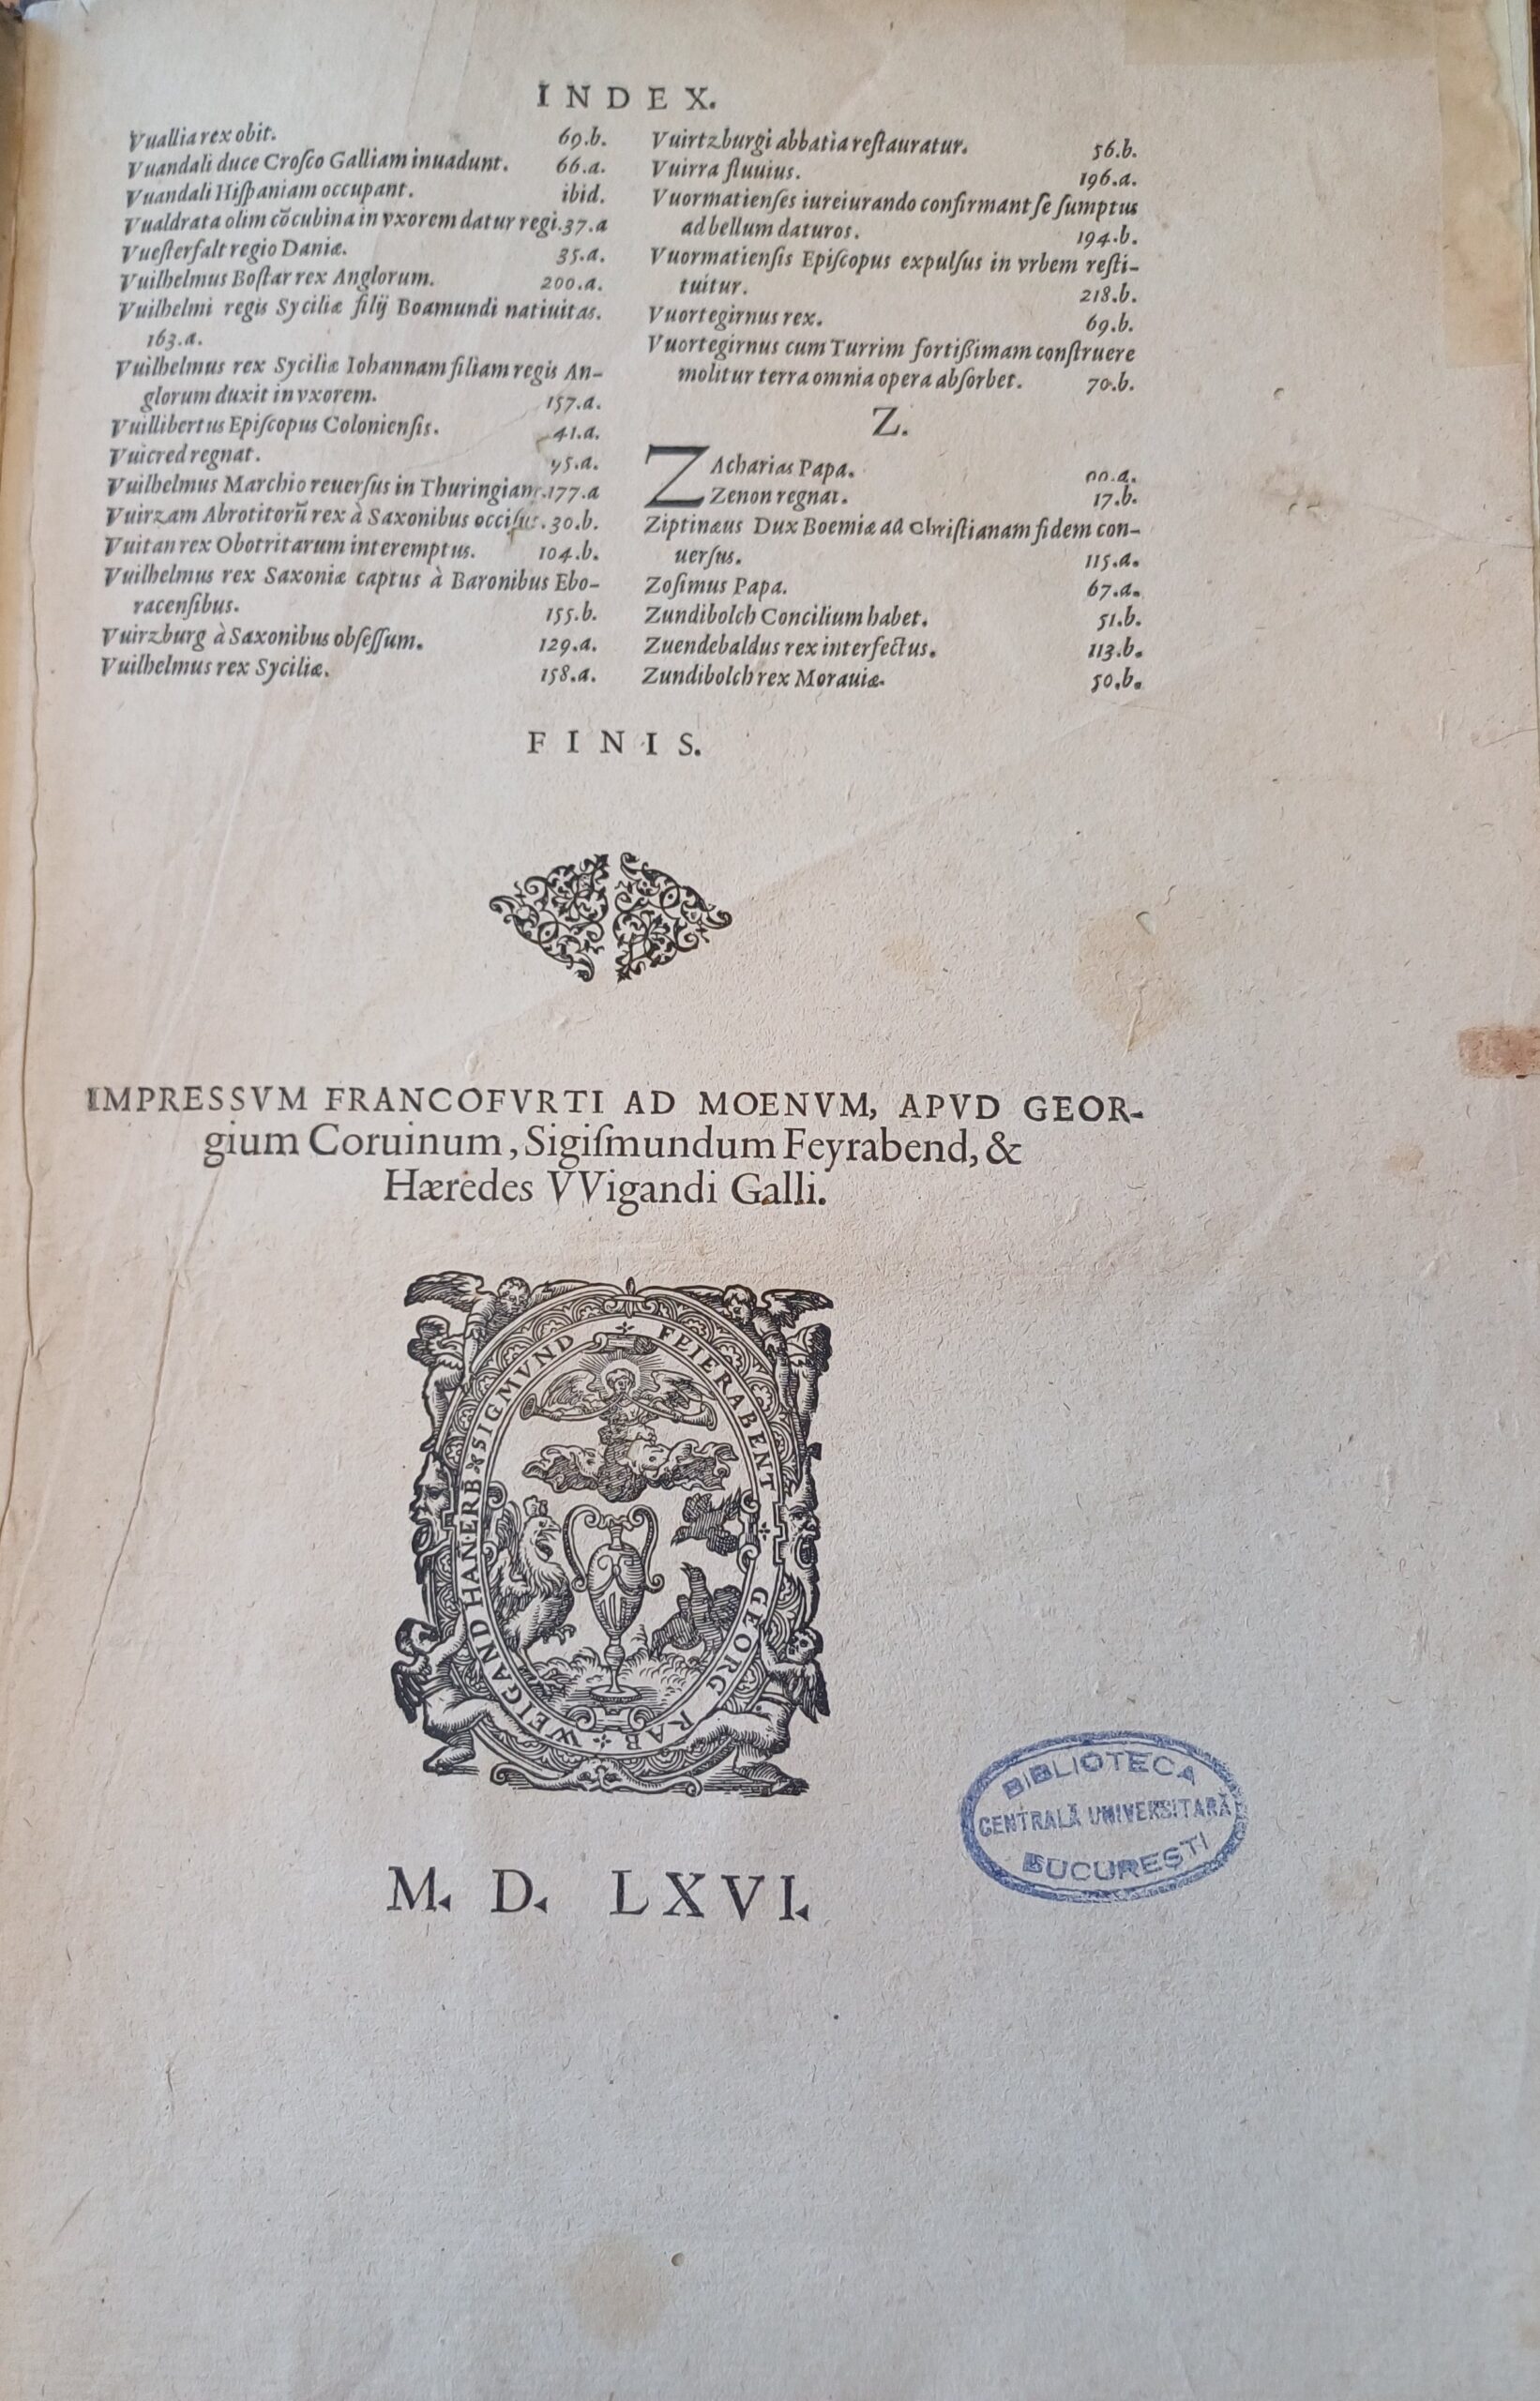 INDEX.
Vuallia rex obit. 69.b.
Vuandali duce Croſco Galliam inuadunt. 66.a.
Vuandali Hiſpaniam occupant. ibid.
Vualdrata olim cõcubina in vxorem datur regi. 37.a
Vueſterfalt regio Daniæ. 35.a.
Vuilhelmus Boſtar rex Anglorum. 200.a.
Vuilhelmi regis Syciliæ filij Boamundi natiuitas.
163.a.
Vuilhelmus rex Syciliæ Iohannam filiam regis An-
glorum duxit in vxorem. 157.a.
Vuillibertus Epiſcopus Colonienſis. 41.a.
Vuicred regnat. 95.a.
Vuilhelmus Marchio reuerſus in Thuringiam. 177.a
Vuirzam Abrotitorũ rex à Saxonibus occiſus. 30.b.
Vuitan rex Obotritarum interemptus. 104.b.
Vuilhelmus rex Saxoniæ captus à Baronibus Ebo-
racenſibus. 155.b.
Vuirzburg à Saxonibus obſeſſum. 129.a.
Vuilhelmus rex Syciliæ. 158.a.
Vuirtzburgi abbatia reſtauratur. 56.b.
Vuirra fluuius. 196.a.
Vuormatienſes iureiurando confirmant ſe ſumptus
ad bellum daturos. 194.b.
Vuormatienſis Epiſcopus expulſus in vrbem reſti-
tuitur. 218.b.
Vuortegirnus rex. 69.b.
Vuortegirnus cum Turrim fortißimam conſtruere
molitur terra omnia opera abſorbet. 70.b.
Z.
ZAcharias Papa.
Zenon regnat. 17.b.
Ziptinæus Dux Boemiæ ad Chriſtianam fidem con-
uerſus. 115.a.
Zoſimus Papa. 67.a.
Zundibolch Concilium habet. 51.b.
Zuendebaldus rex interfectus. 113.b.
Zundibolch rex Morauiæ. 50.b.
FINIS.
IMPRESSVM FRANCOFVRTI AD MOENVM, APVD GEOR-
gium Coruinum, Sigiſmundum Feyrabend, &
Hæredes VVigandi Galli.
SIGMVND FEIERABENT
GEORG RAB
WEIGAND HAN ERB
BIBLIOTECA
CENTRALĂ UNIVERSITARĂ
BUCUREȘTI
M. D. LXVI.